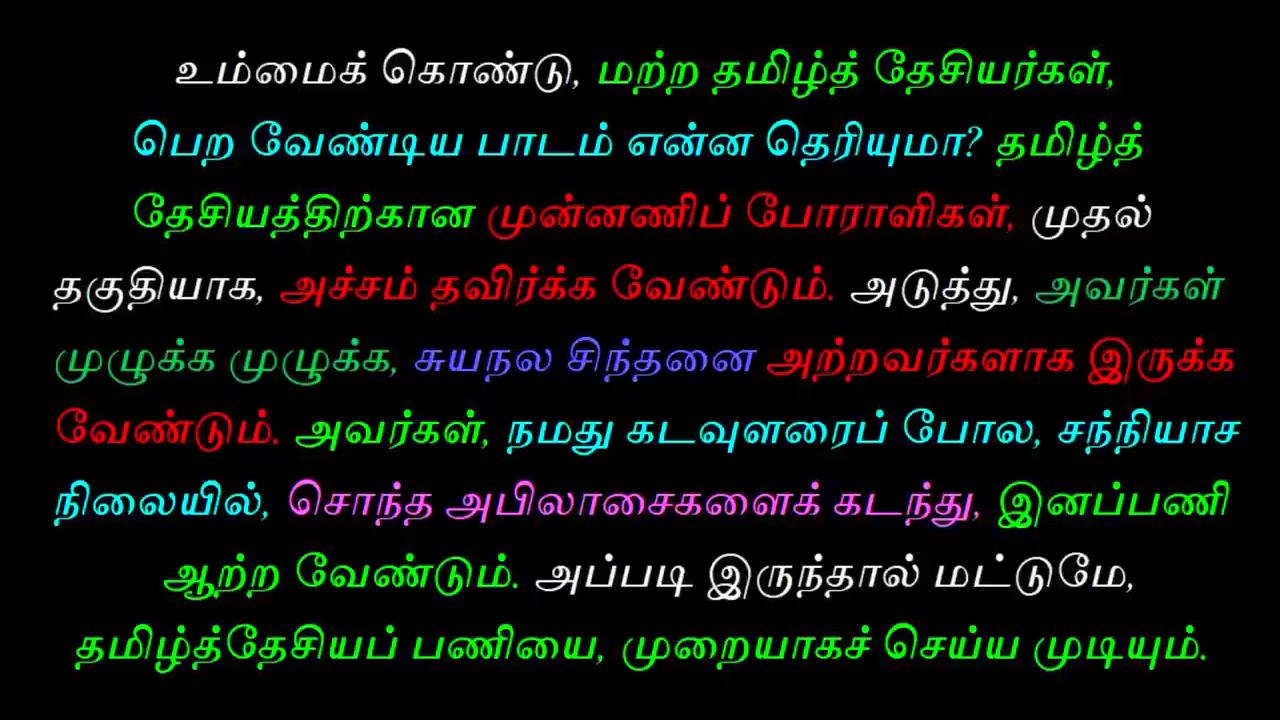 உம்மைக் கொண்டு, மற்ற தமிழ்த் தேசியர்கள்,
பெற வேண்டிய பாடம் என்ன தெரியுமா? தமிழ்த்
தேசியத்திற்கான முன்னணிப் போராளிகள், முதல்
தகுதியாக, அச்சம் தவிர்க்க வேண்டும். அடுத்து, அவர்கள்
முழுக்க முழுக்க, சுயநல சிந்தனை அற்றவர்களாக இருக்க
வேண்டும். அவர்கள், நமது கடவுளரைப் போல, சந்நியாச
நிலையில், சொந்த அபிலாசைகளைக் கடந்து, இனப்பணி
ஆற்ற வேண்டும். அப்படி இருந்தால் மட்டுமே,
தமிழ்த்தேசியப் பணியை, முறையாகச் செய்ய முடியும்.